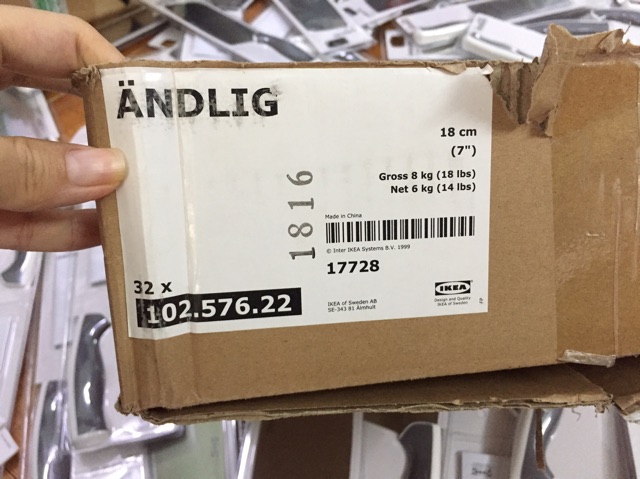 ÄNDLIG
18 cm
(7")
Gross 8 kg (18 lbs)
Net 6 kg (14 lbs)
1816
Made in China
© Inter IKEA Systems B.V. 1999
17728
32 x
102.576.22
IKEA of Sweden AB
SE-343 81 Älmhult
IKEA
Design and Quality
IKEA of Sweden